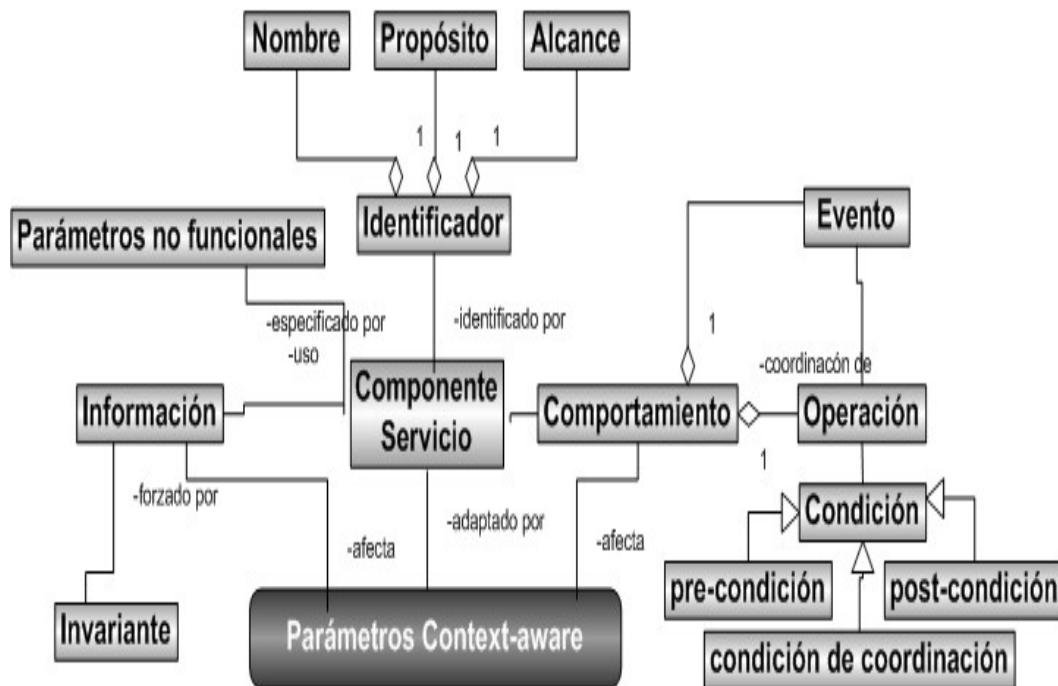 Nombre
Propósito
Alcance
1
1
1
Identificador
Evento
Parámetros no funcionales
-especificado por
-identificado por
1
-uso
-coordinacón de
Componente
Servicio
Información
Comportamiento
Operación
1
-forzado por
-adaptado por
-afecta
-afecta
Condición
pre-condición
post-condición
Invariante
Parámetros Context-aware
condición de coordinación